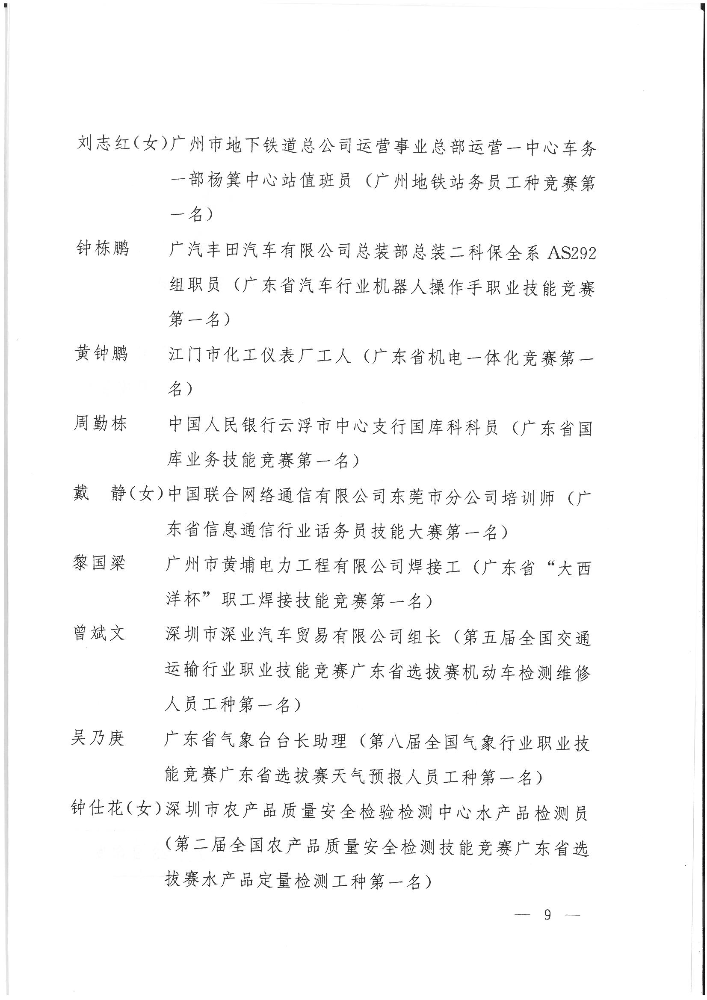 刘志红(女)广州市地下铁道总公司运营事业总部运营一中心车务
一部杨箕中心站值班员（广州地铁站务员工种竞赛第
一名）
钟栋鹏 广汽丰田汽车有限公司总装部总装二科保全系 AS292
组职员（广东省汽车行业机器人操作手职业技能竞赛
第一名）
黄钟鹏 江门市化工仪表厂工人（广东省机电一体化竞赛第一
名）
周勤栋 中国人民银行云浮市中心支行国库科科员（广东省国
库业务技能竞赛第一名）
戴　静(女)中国联合网络通信有限公司东莞市分公司培训师（广
东省信息通信行业话务员技能大赛第一名）
黎国梁 广州市黄埔电力工程有限公司焊接工（广东省“大西
洋杯”职工焊接技能竞赛第一名）
曾斌文 深圳市深业汽车贸易有限公司组长（第五届全国交通
运输行业职业技能竞赛广东省选拔赛机动车检测维修
人员工种第一名）
吴乃庚 广东省气象台台长助理（第八届全国气象行业职业技
能竞赛广东省选拔赛天气预报人员工种第一名）
钟仕花(女)深圳市农产品质量安全检验检测中心水产品检测员
（第二届全国农产品质量安全检测技能竞赛广东省选
拔赛水产品定量检测工种第一名）
— 9 —